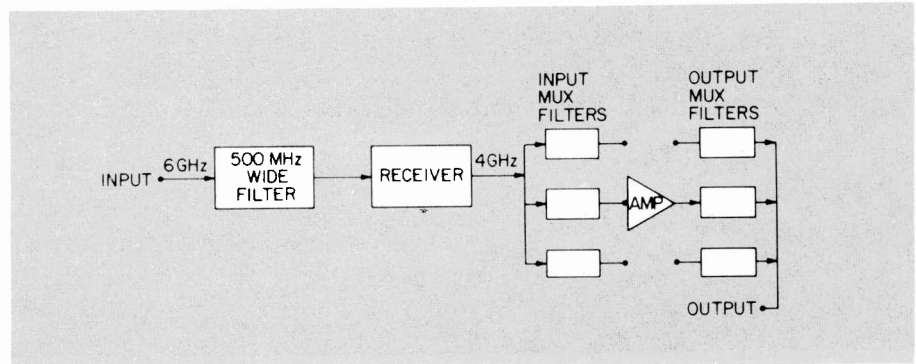 INPUT
6GHz
500 MHz
WIDE
FILTER
RECEIVER
4GHz
INPUT
MUX
FILTERS
AMP
OUTPUT
MUX
FILTERS
OUTPUT